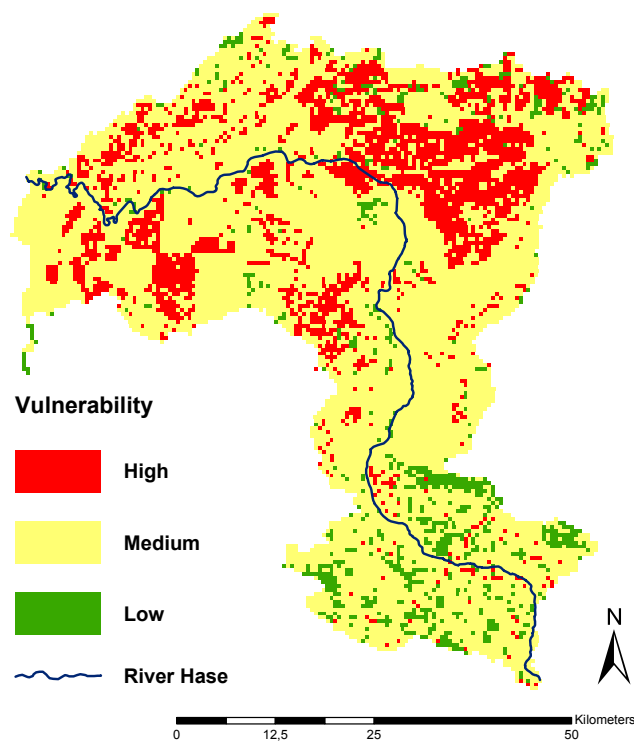 Vulnerability
High
Medium
Low
River Hase
N
Kilometers
0 12,5 25 50